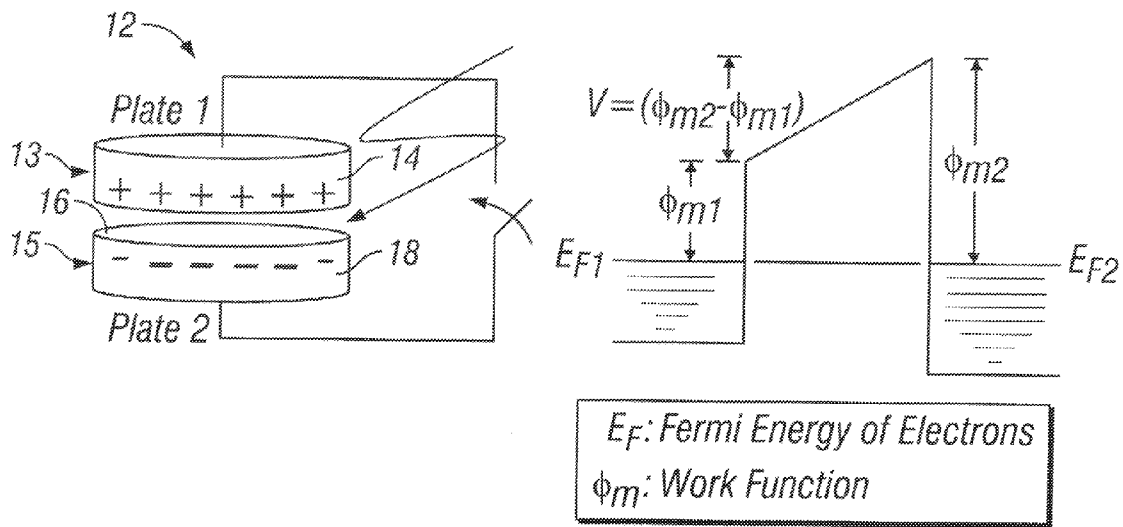 12
Plate 1
13
14
+ + + + + +
16
15
- - - - - -
18
Plate 2
V=(ϕm2-ϕm1)
ϕm1
ϕm2
EF1
EF2
EF: Fermi Energy of Electrons
ϕm: Work Function